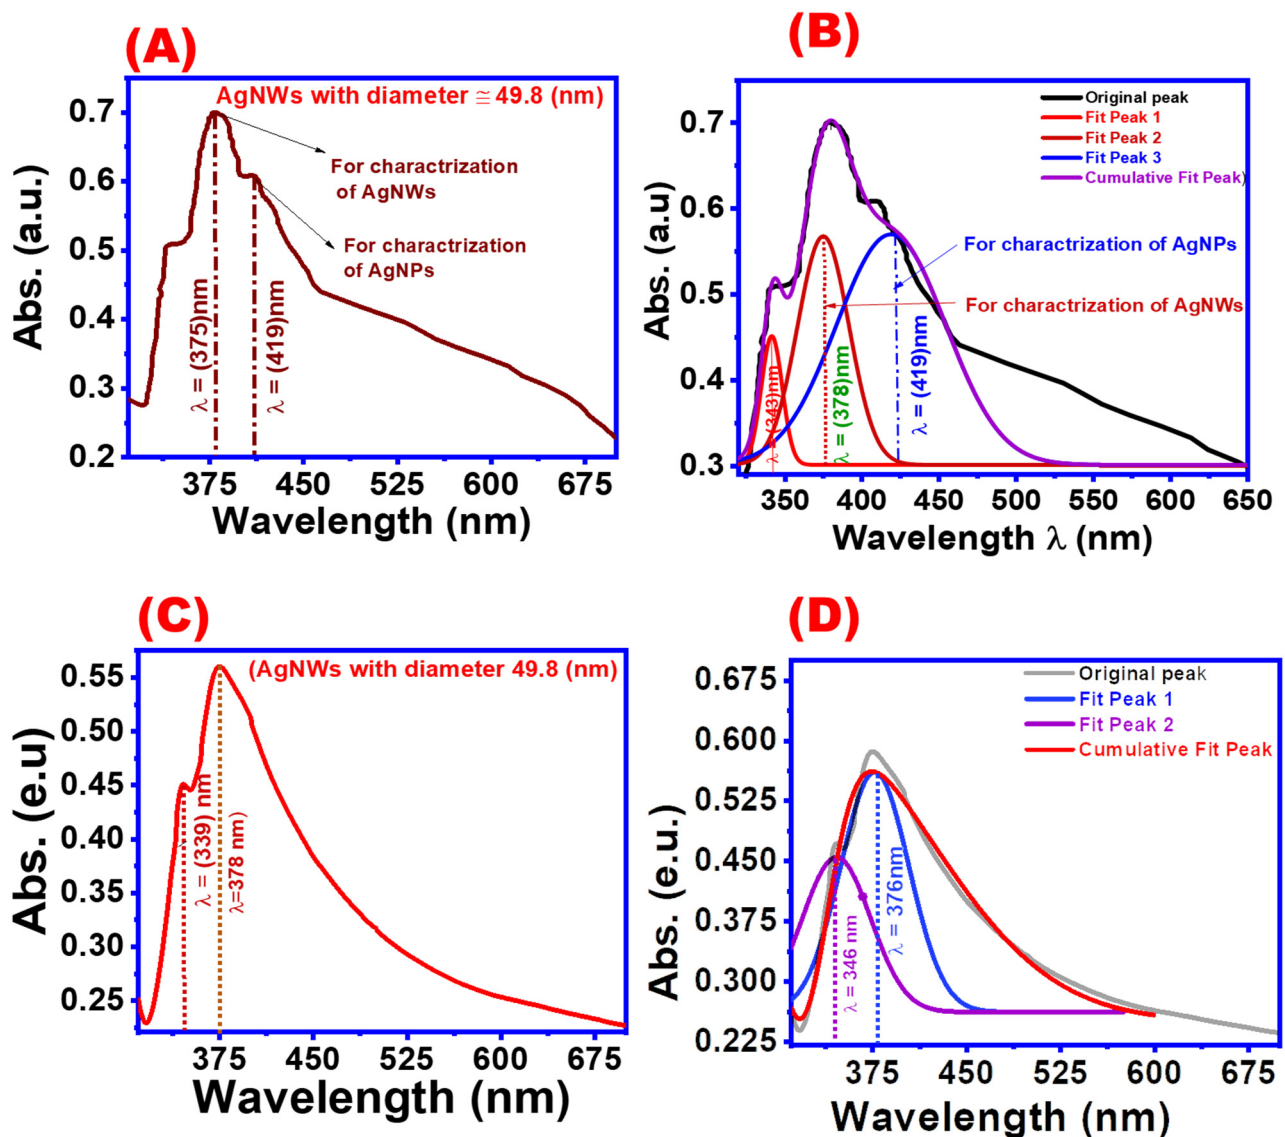 (A)
AgNWs with diameter ≅ 49.8 (nm)
For charactrization
of AgNWs
For charactrization
of AgNPs
λ = (375)nm
λ = (419)nm
Abs. (a.u.)
0.7
0.6
0.5
0.4
0.3
0.2
375
450
525
600
675
Wavelength (nm)
(B)
Original peak
Fit Peak 1
Fit Peak 2
Fit Peak 3
Cumulative Fit Peak)
For charactrization of AgNPs
For charactrization of AgNWs
λ = (343)nm
λ = (378)nm
λ = (419)nm
Abs. (a.u)
0.7
0.6
0.5
0.4
0.3
350
400
450
500
550
600
650
Wavelength λ (nm)
(C)
(AgNWs with diameter 49.8 (nm)
λ = (339) nm
λ=378 nm)
Abs. (e.u)
0.55
0.50
0.45
0.40
0.35
0.30
0.25
375
450
525
600
675
Wavelength (nm)
(D)
Original peak
Fit Peak 1
Fit Peak 2
Cumulative Fit Peak
λ = 346 nm
λ = 376nm
Abs. (e.u.)
0.675
0.600
0.525
0.450
0.375
0.300
0.225
375
450
525
600
675
Wavelength (nm)